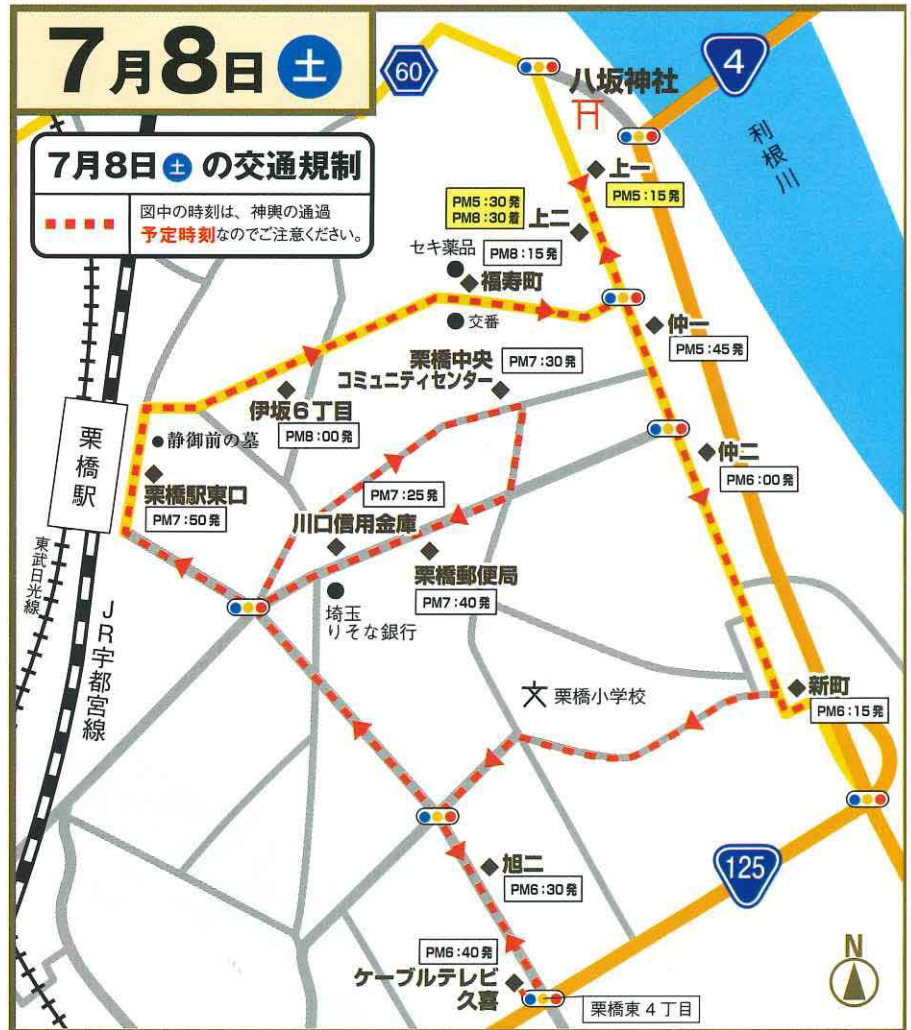 7月8日 土
7月8日 土 の交通規制
図中の時刻は、神輿の通過
予定時刻なのでご注意ください。
60
4
八坂神社
利根川
上一
PM5:15発
PM5:30発
PM8:30着
上二
セキ薬品
PM8:15発
福寿町
交番
仲一
PM5:45発
栗橋中央
コミュニティセンター
PM7:30発
伊坂6丁目
PM8:00発
栗橋駅
静御前の墓
栗橋駅東口
PM7:50発
仲二
PM6:00発
PM7:25発
川口信用金庫
栗橋郵便局
PM7:40発
埼玉
りそな銀行
東武日光線
JR宇都宮線
栗橋小学校
新町
PM6:15発
旭二
PM6:30発
125
PM6:40発
ケーブルテレビ
久喜
栗橋東4丁目
N